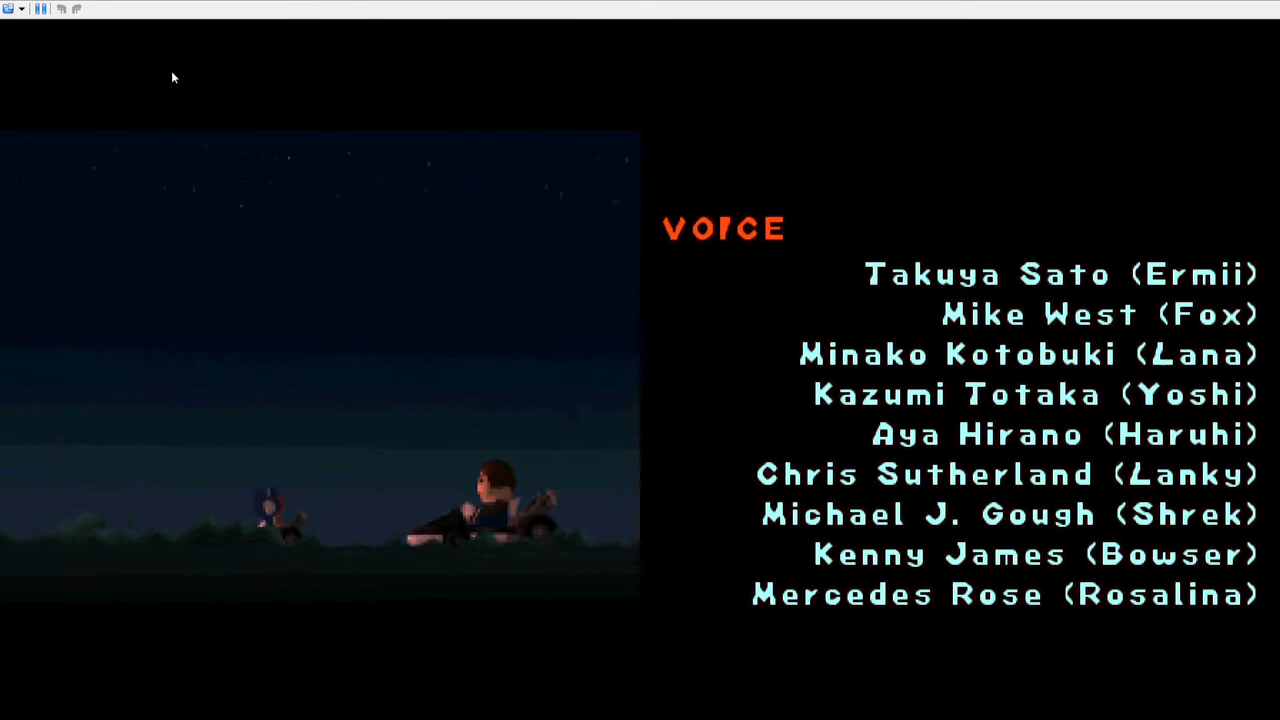 VOICE
Takuya Sato (Ermii)
Mike West (Fox)
Minako Kotobuki (Lana)
Kazumi Totaka (Yoshi)
Aya Hirano (Haruhi)
Chris Sutherland (Lanky)
Michael J. Gough (Shrek)
Kenny James (Bowser)
Mercedes Rose (Rosalina)